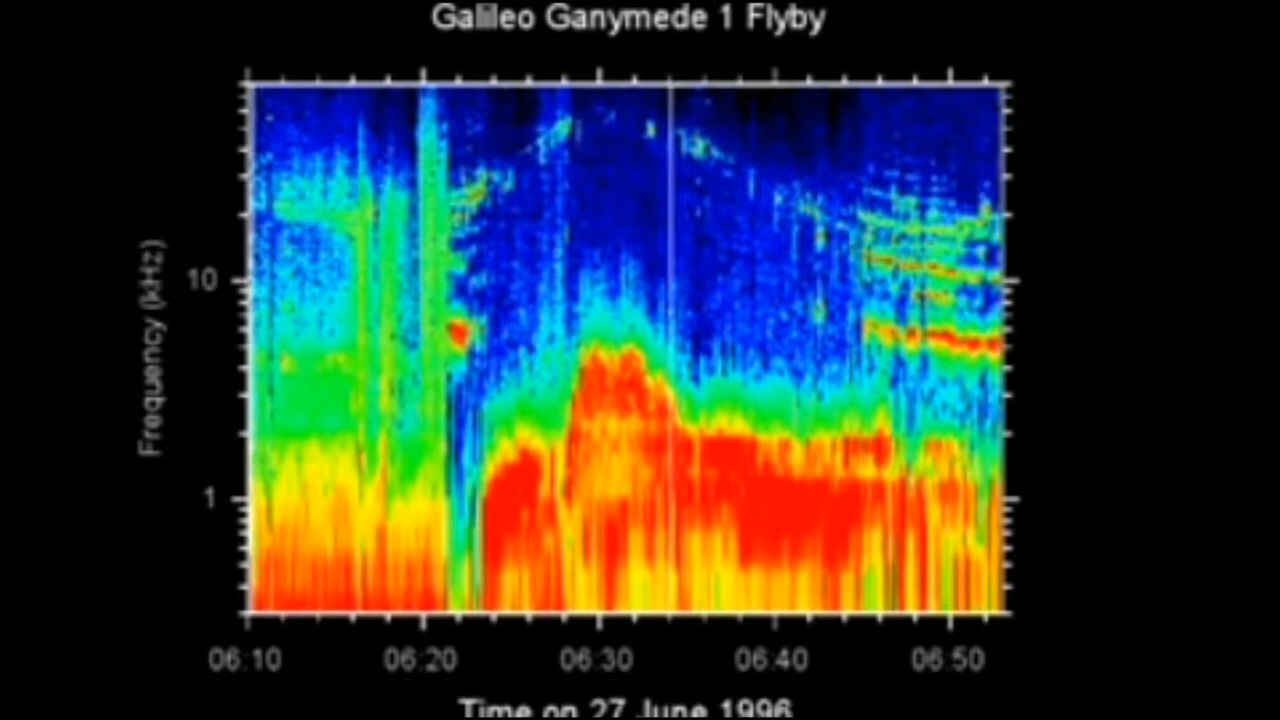 Galileo Ganymede 1 Flyby
Frequency (kHz)
10
1
06:10 06:20 06:30 06:40 06:50
Time on 27 June 1996